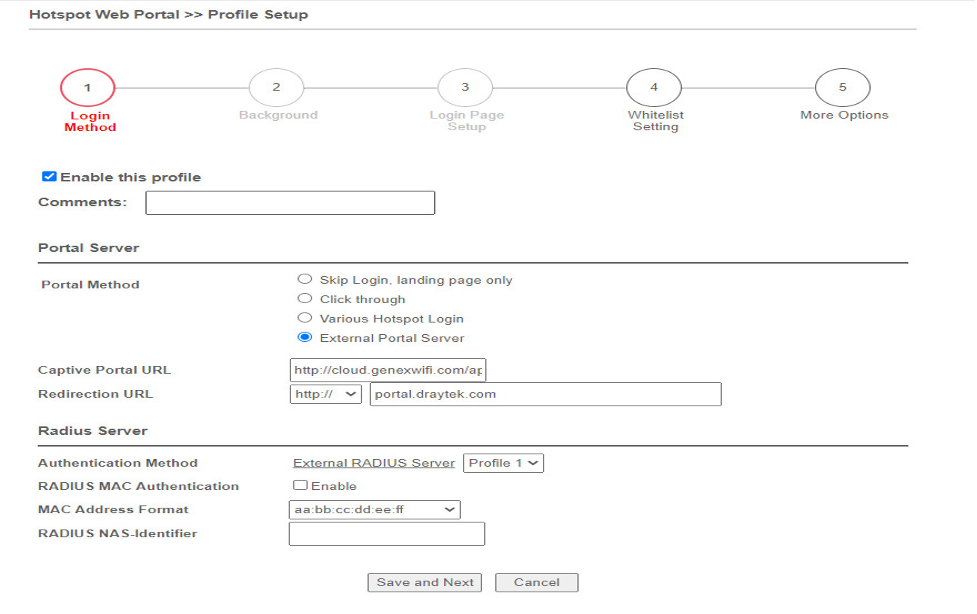 Hotspot Web Portal >> Profile Setup
1 2 3 4 5
Login Method Background Login Page Setup Whitelist Setting More Options
Enable this profile
Comments:
Portal Server
Portal Method
Skip Login, landing page only
Click through
Various Hotspot Login
External Portal Server
Captive Portal URL http://cloud.genexwifi.com/ap
Redirection URL http:// portal.draytek.com
Radius Server
Authentication Method External RADIUS Server Profile 1
RADIUS MAC Authentication Enable
MAC Address Format aa:bb:cc:dd:ee:ff
RADIUS NAS-Identifier
Save and Next Cancel